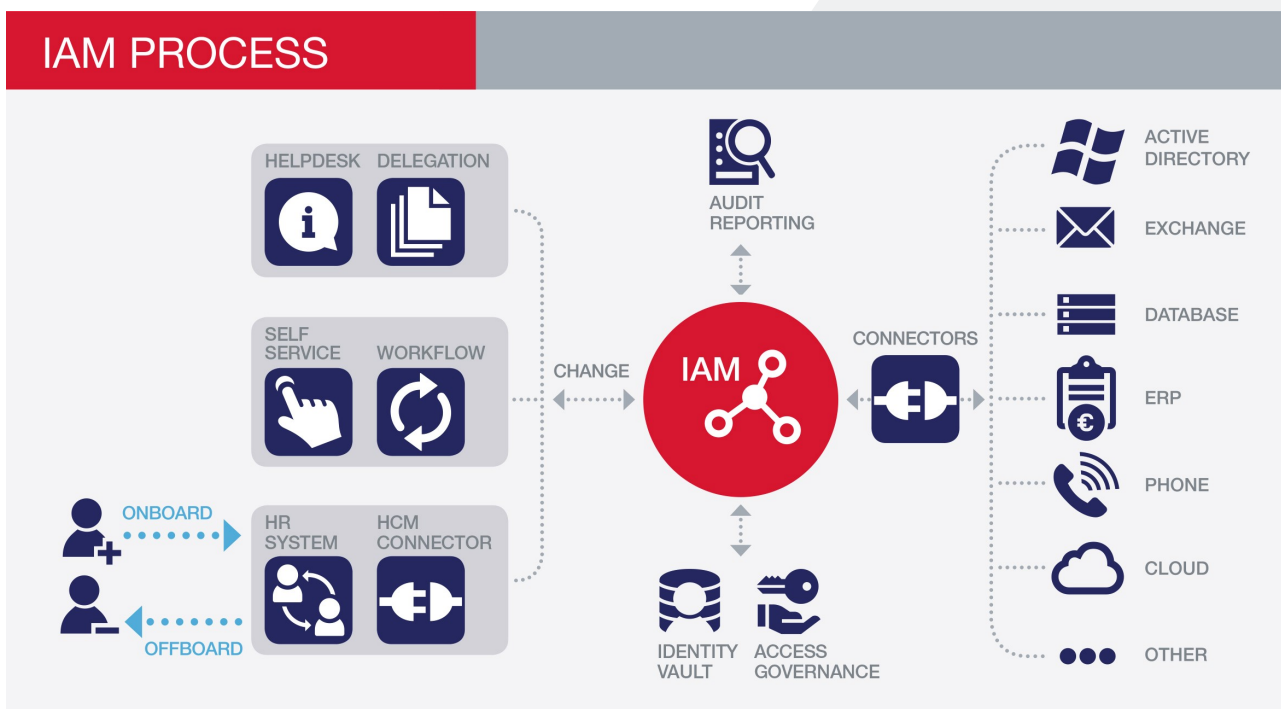 IAM PROCESS
HELPDESK
DELEGATION
SELF
SERVICE
WORKFLOW
ONBOARD
OFFBOARD
HR
SYSTEM
HCM
CONNECTOR
CHANGE
AUDIT
REPORTING
IAM
IDENTITY
VAULT
ACCESS
GOVERNANCE
CONNECTORS
ACTIVE
DIRECTORY
EXCHANGE
DATABASE
€
ERP
PHONE
CLOUD
OTHER